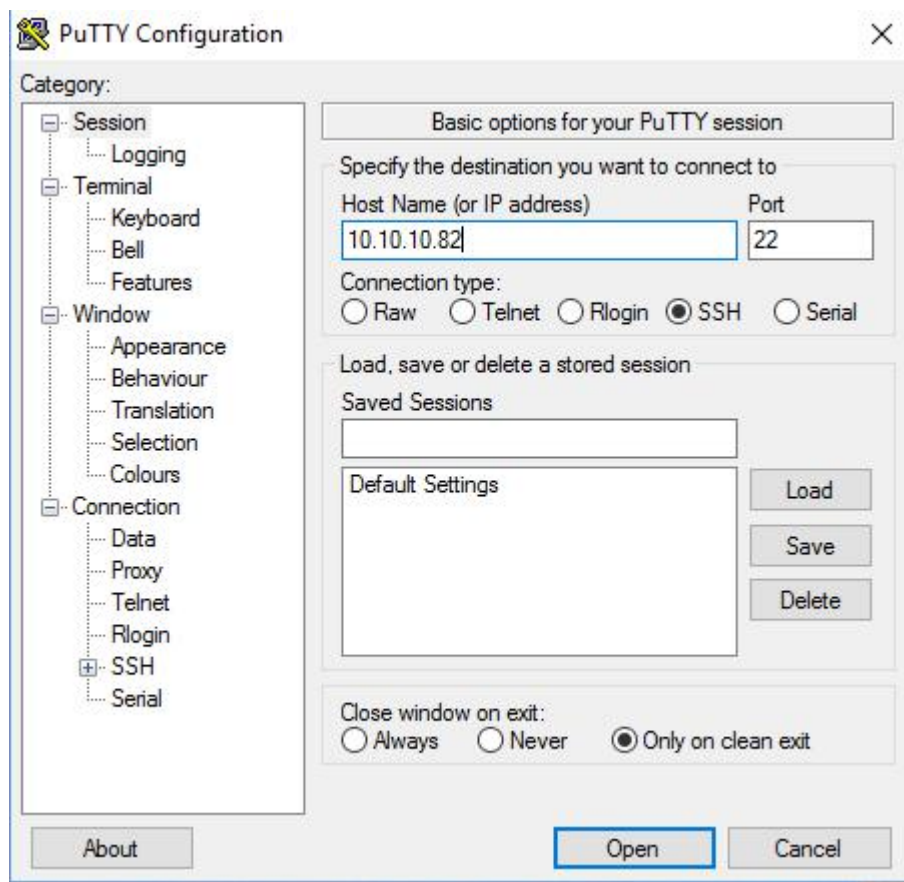 PuTTY Configuration
Category:
Session
Logging
Terminal
Keyboard
Bell
Features
Window
Appearance
Behaviour
Translation
Selection
Colours
Connection
Data
Proxy
Telnet
Rlogin
SSH
Serial
Basic options for your PuTTY session
Specify the destination you want to connect to
Host Name (or IP address) Port
10.10.10.82 22
Connection type:
Raw Telnet Rlogin SSH Serial
Load, save or delete a stored session
Saved Sessions
Default Settings
Load
Save
Delete
Close window on exit:
Always Never Only on clean exit
About Open Cancel